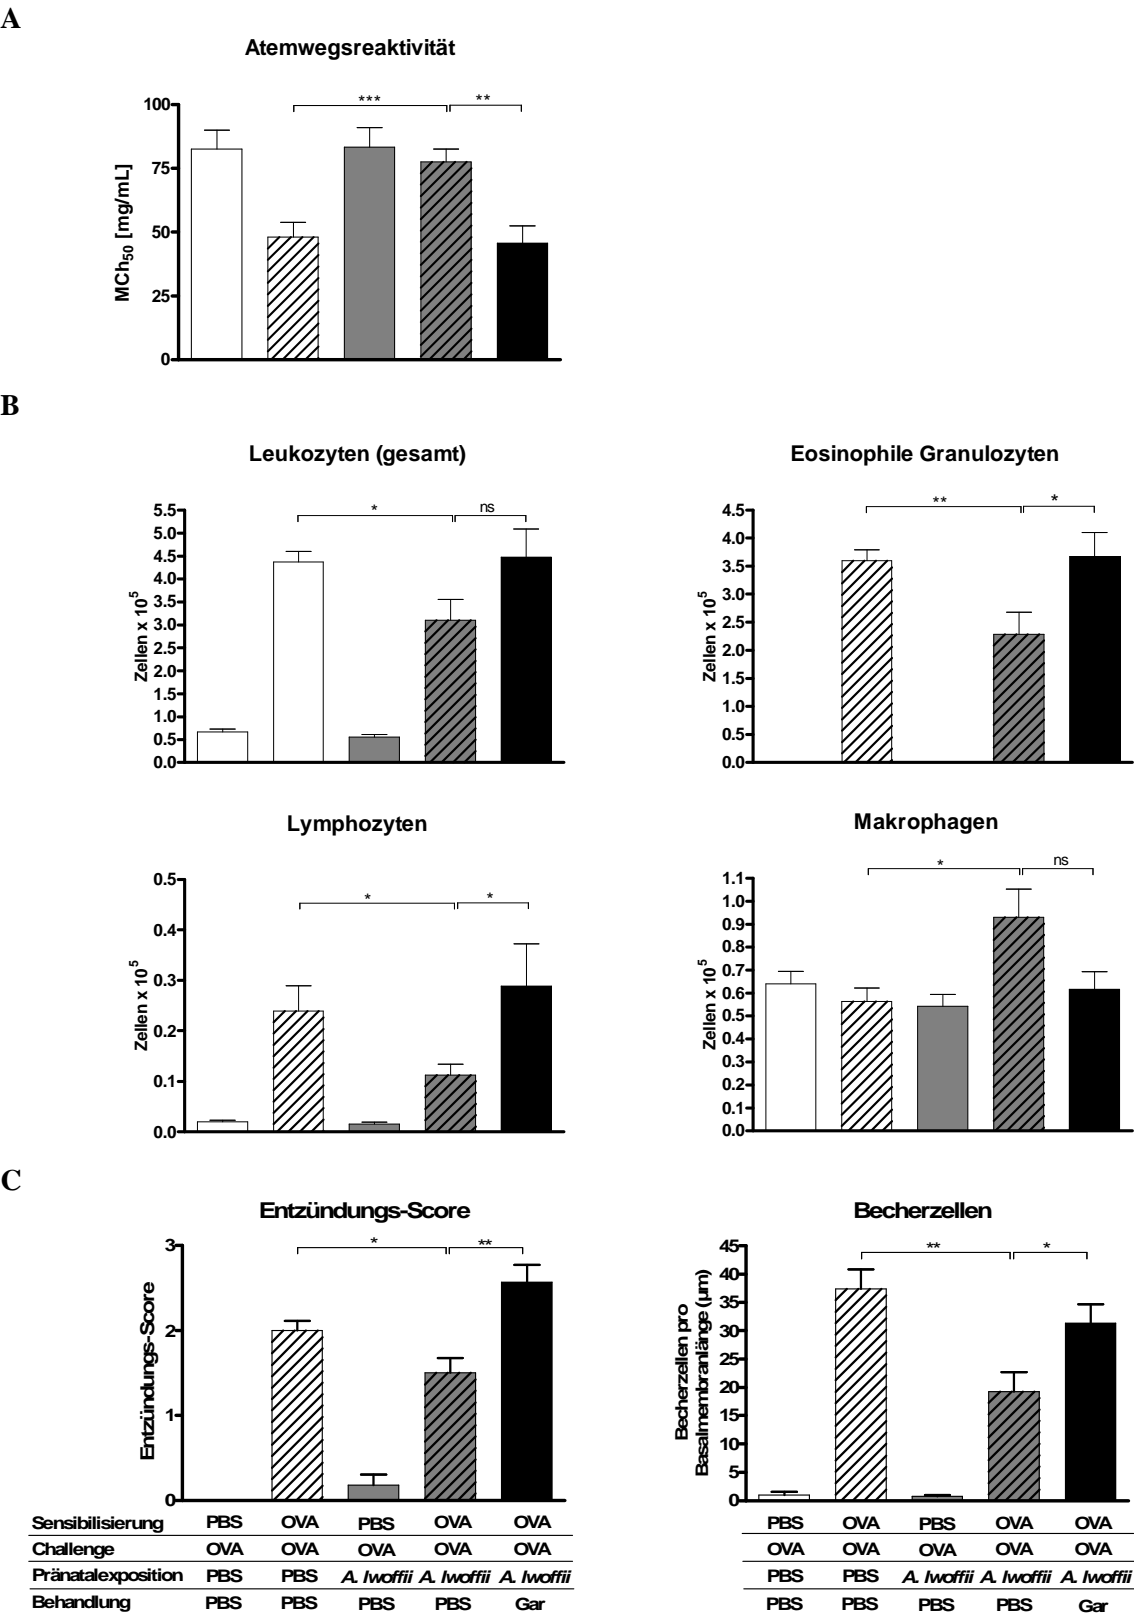 A
Atemwegsreaktivität
*** **
100
75
50
25
0
MCh50 [mg/mL]
B
Leukozyten (gesamt)
* ns
5.5
5.0
4.5
4.0
3.5
3.0
2.5
2.0
1.5
1.0
0.5
0.0
Zellen x 10^5
Eosinophile Granulozyten
** *
4.5
4.0
3.5
3.0
2.5
2.0
1.5
1.0
0.5
0.0
Zellen x 10^5
Lymphozyten
* *
0.5
0.4
0.3
0.2
0.1
0.0
Zellen x 10^5
Makrophagen
* ns
1.1
1.0
0.9
0.8
0.7
0.6
0.5
0.4
0.3
0.2
0.1
0.0
Zellen x 10^5
C
Entzündungs-Score
* **
3
2
1
0
Entzündungs-Score
Becherzellen
** *
45
40
35
30
25
20
15
10
5
0
Becherzellen pro
Basalmembranlänge (µm)
Sensibilisierung PBS OVA PBS OVA OVA
Challenge OVA OVA OVA OVA OVA
Pränatalexposition PBS PBS A. lwoffii A. lwoffii A. lwoffii
Behandlung PBS PBS PBS PBS Gar
PBS OVA PBS OVA OVA
OVA OVA OVA OVA OVA
PBS PBS A. lwoffii A. lwoffii A. lwoffii
PBS PBS PBS PBS Gar